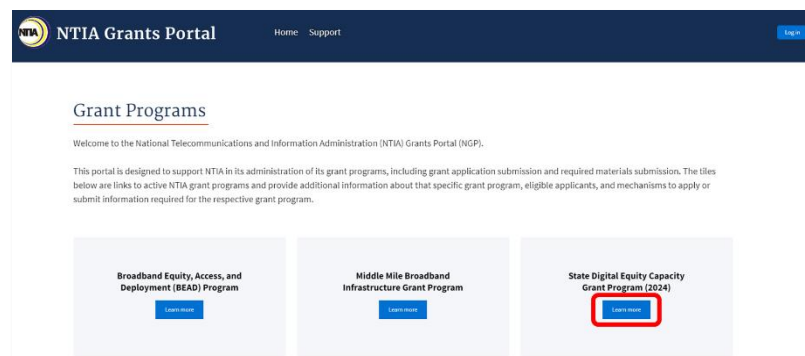 NTIA NTIA Grants Portal Home Support Login
Grant Programs
Welcome to the National Telecommunications and Information Administration (NTIA) Grants Portal (NGP).
This portal is designed to support NTIA in its administration of its grant programs, including grant application submission and required materials submission. The tiles
below are links to active NTIA grant programs and provide additional information about that specific grant program, eligible applicants, and mechanisms to apply or
submit information required for the respective grant program.
Broadband Equity, Access, and
Deployment (BEAD) Program
Learn more
Middle Mile Broadband
Infrastructure Grant Program
Learn more
State Digital Equity Capacity
Grant Program (2024)
Learn more